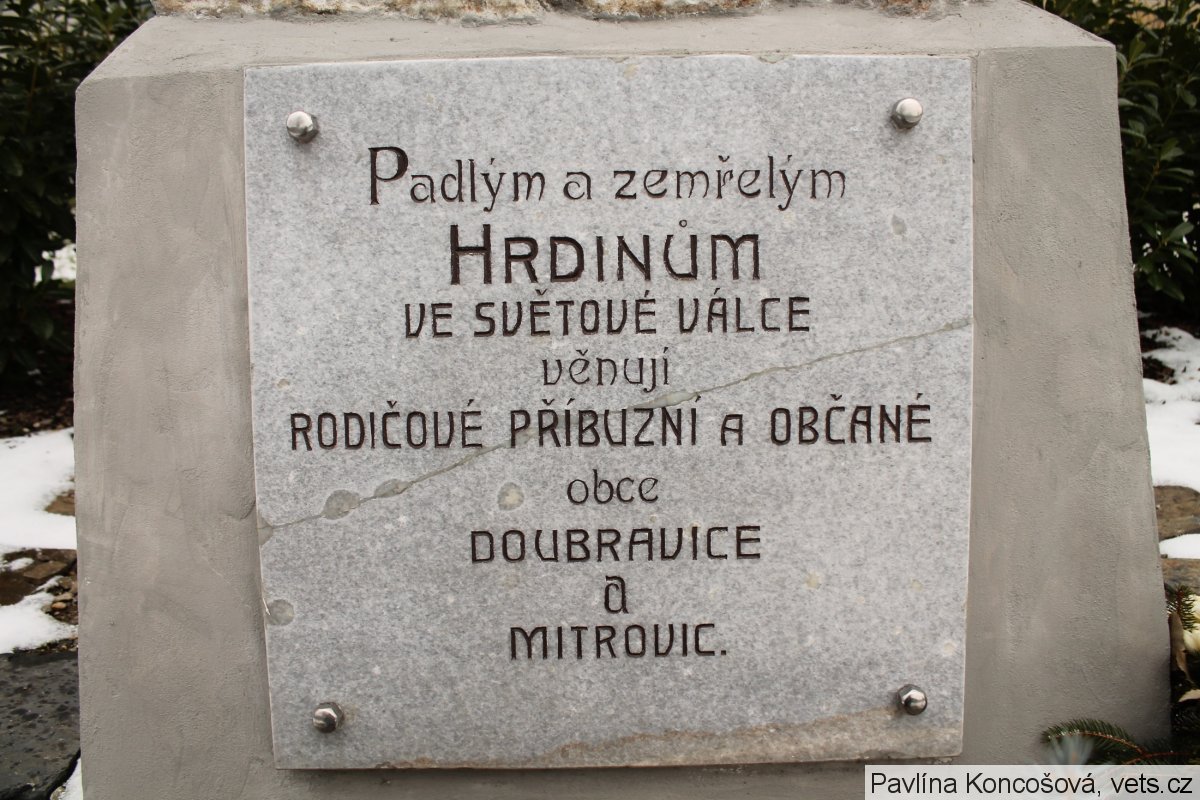 Padlým a zemřelým
HRDINŮM
VE SVĚTOVÉ VÁLCE
věnují
RODIČOVÉ PŘÍBUZNÍ A OBČANÉ
obce
DOUBRAVICE
a
MITROVIC.
Pavlína Koncošová, vets.cz